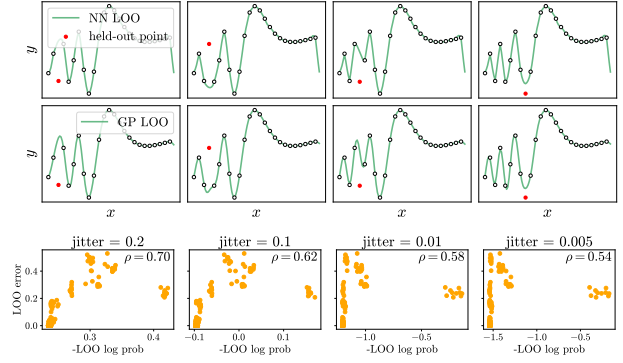 NN LOO
held-out point
y
GP LOO
y
x x x x
jitter = 0.2 jitter = 0.1 jitter = 0.01 jitter = 0.005
ρ = 0.70 ρ = 0.62 ρ = 0.58 ρ = 0.54
LOO error
0.4
0.2
0.0
0.3 0.4 −0.1 0.0 0.1 −1.0 −0.5 −1.5 −1.0 −0.5
-LOO log prob -LOO log prob -LOO log prob -LOO log prob